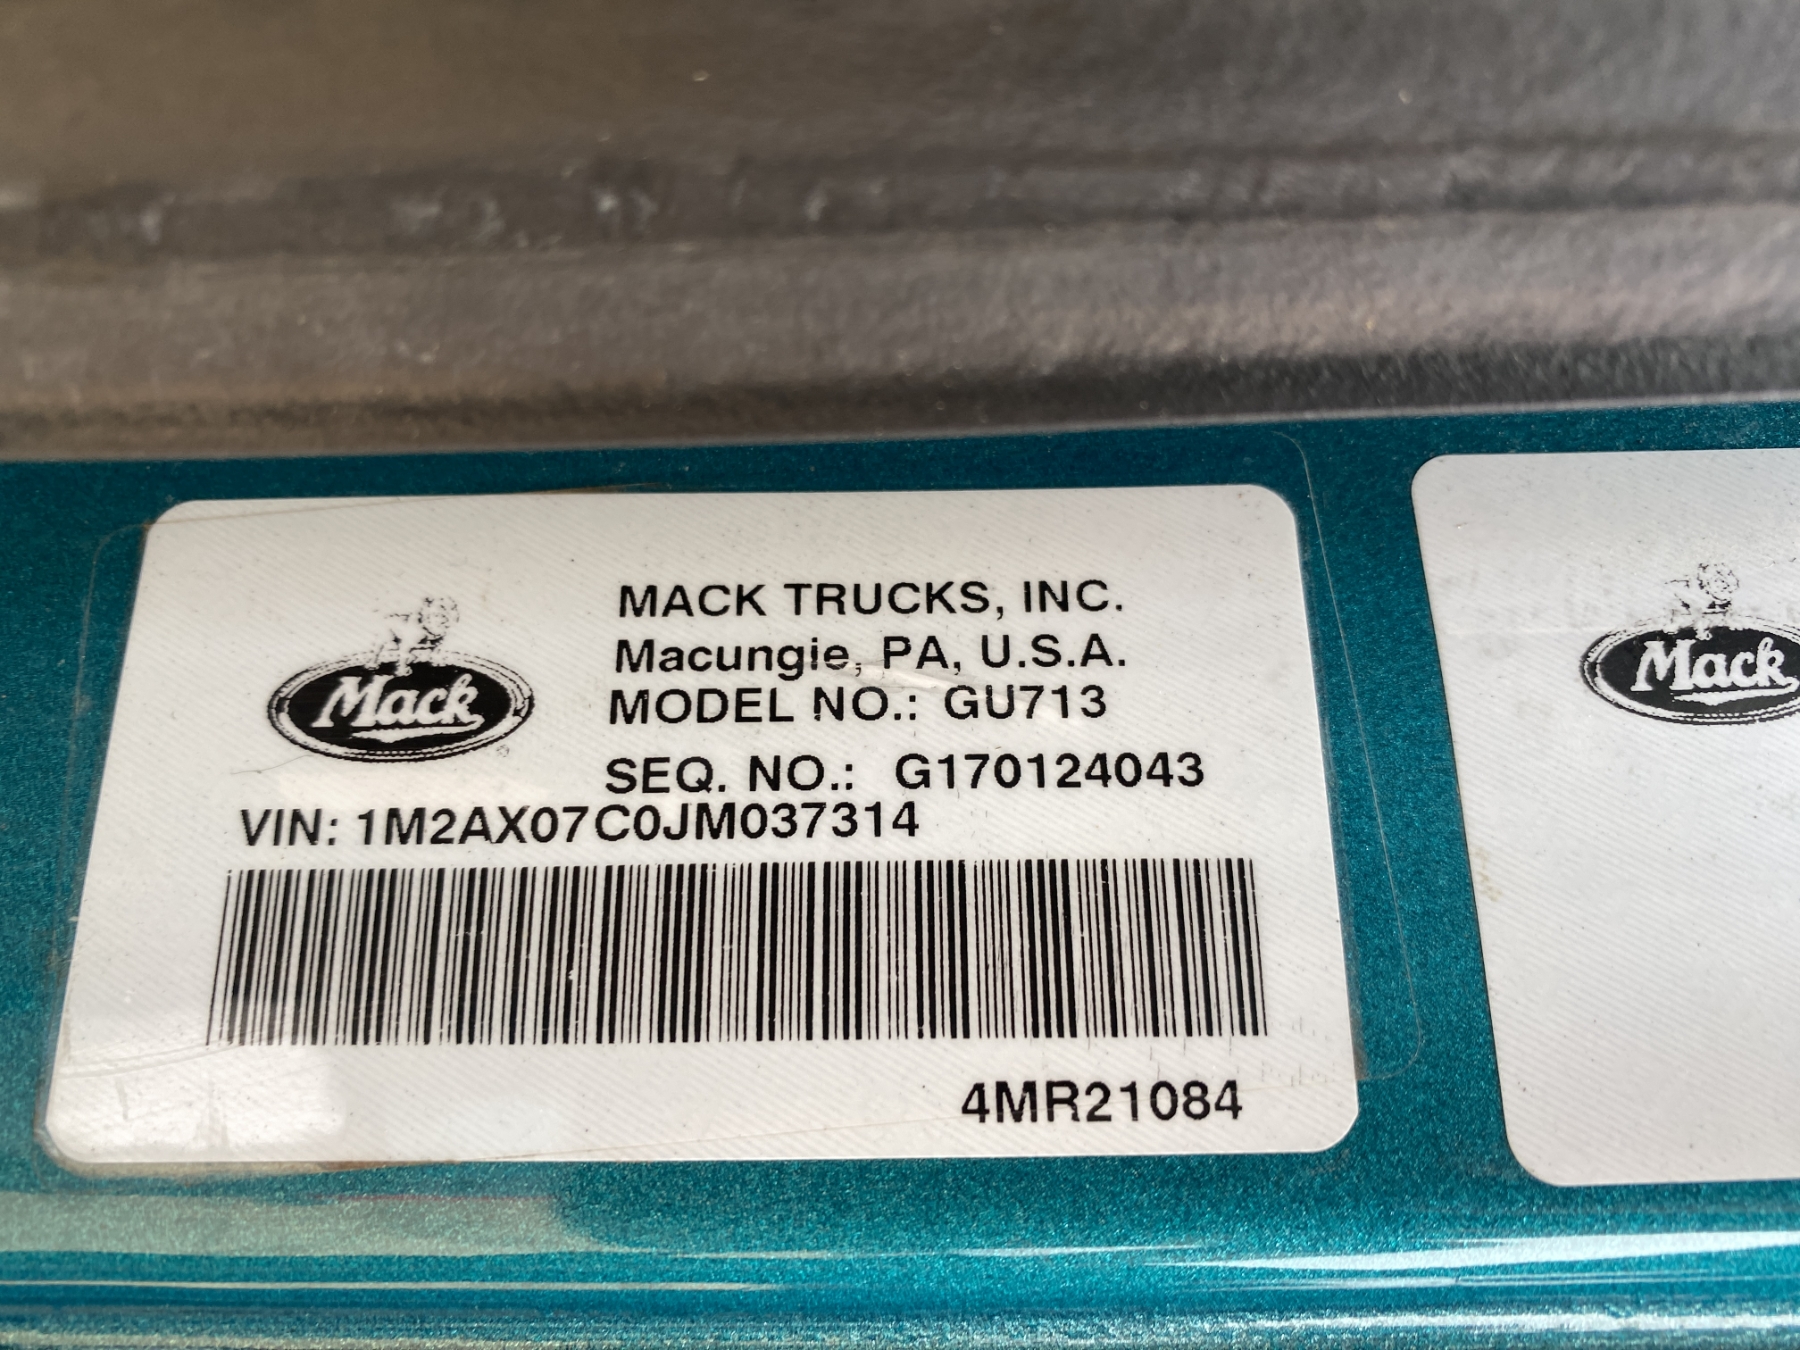 Mack
MACK TRUCKS, INC.
Macungie, PA, U.S.A.
MODEL NO.: GU713
SEQ. NO.: G170124043
VIN: 1M2AX07C0JM037314
4MR21084
Mack